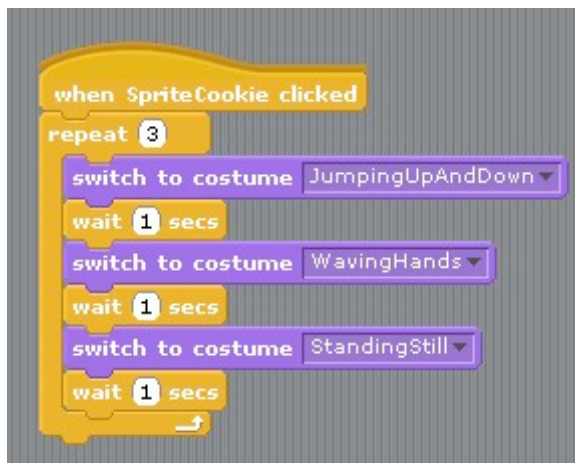 when SpriteCookie clicked
repeat 3
switch to costume JumpingUpAndDown
wait 1 secs
switch to costume WavingHands
wait 1 secs
switch to costume StandingStill
wait 1 secs